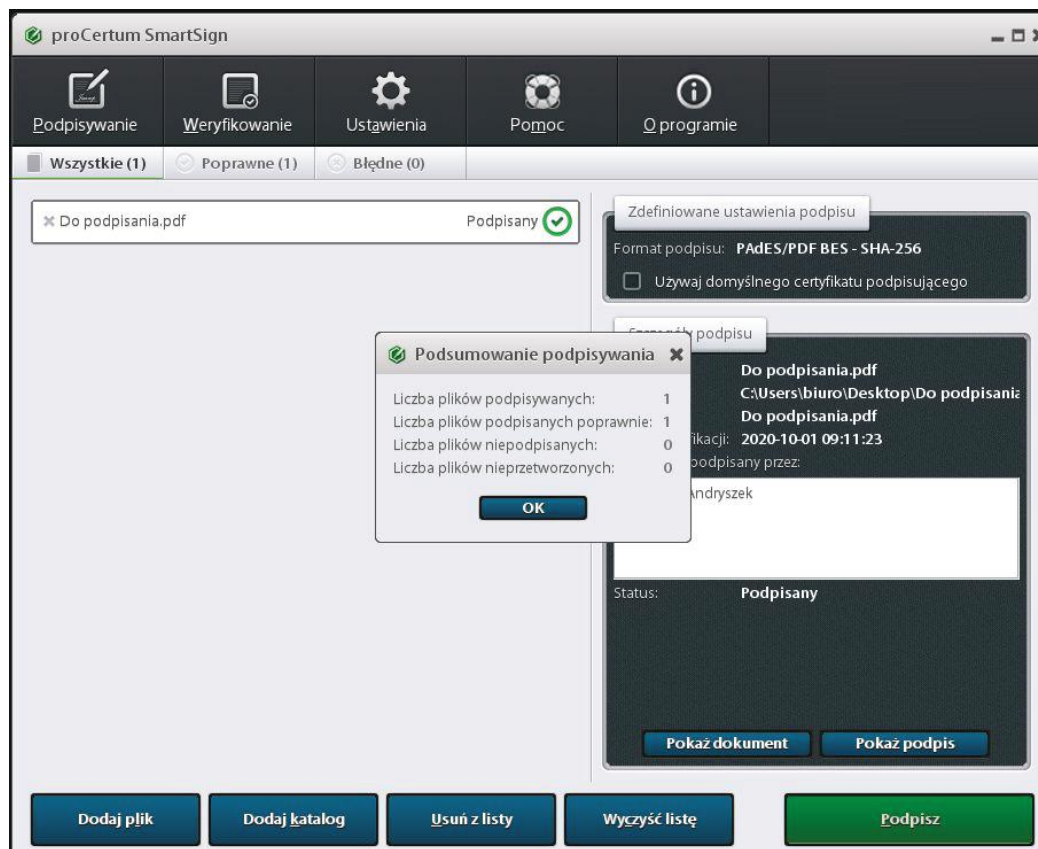 proCertum SmartSign
Podpisywanie
Weryfikowanie
Ustawienia
Pomoc
O programie
Wszystkie (1)
Poprawne (1)
Błędne (0)
Do podpisania.pdf
Podpisany
Zdefiniowane ustawienia podpisu
Format podpisu: PAdES/PDF BES - SHA-256
Używaj domyślnego certyfikatu podpisującego
podpisu
Do podpisania.pdf
C:\Users\biuro\Desktop\Do podpisania
Do podpisania.pdf
2020-10-01 09:11:23
podpisany przez:
Andryszek
Status: Podpisany
Pokaż dokument
Pokaż podpis
Podsumowanie podpisywania
Liczba plików podpisywanych: 1
Liczba plików podpisanych poprawnie: 1
Liczba plików niepodpisanych: 0
Liczba plików nieprzetworzonych: 0
OK
Dodaj plik
Dodaj katalog
Usuń z listy
Wyczyść listę
Podpisz